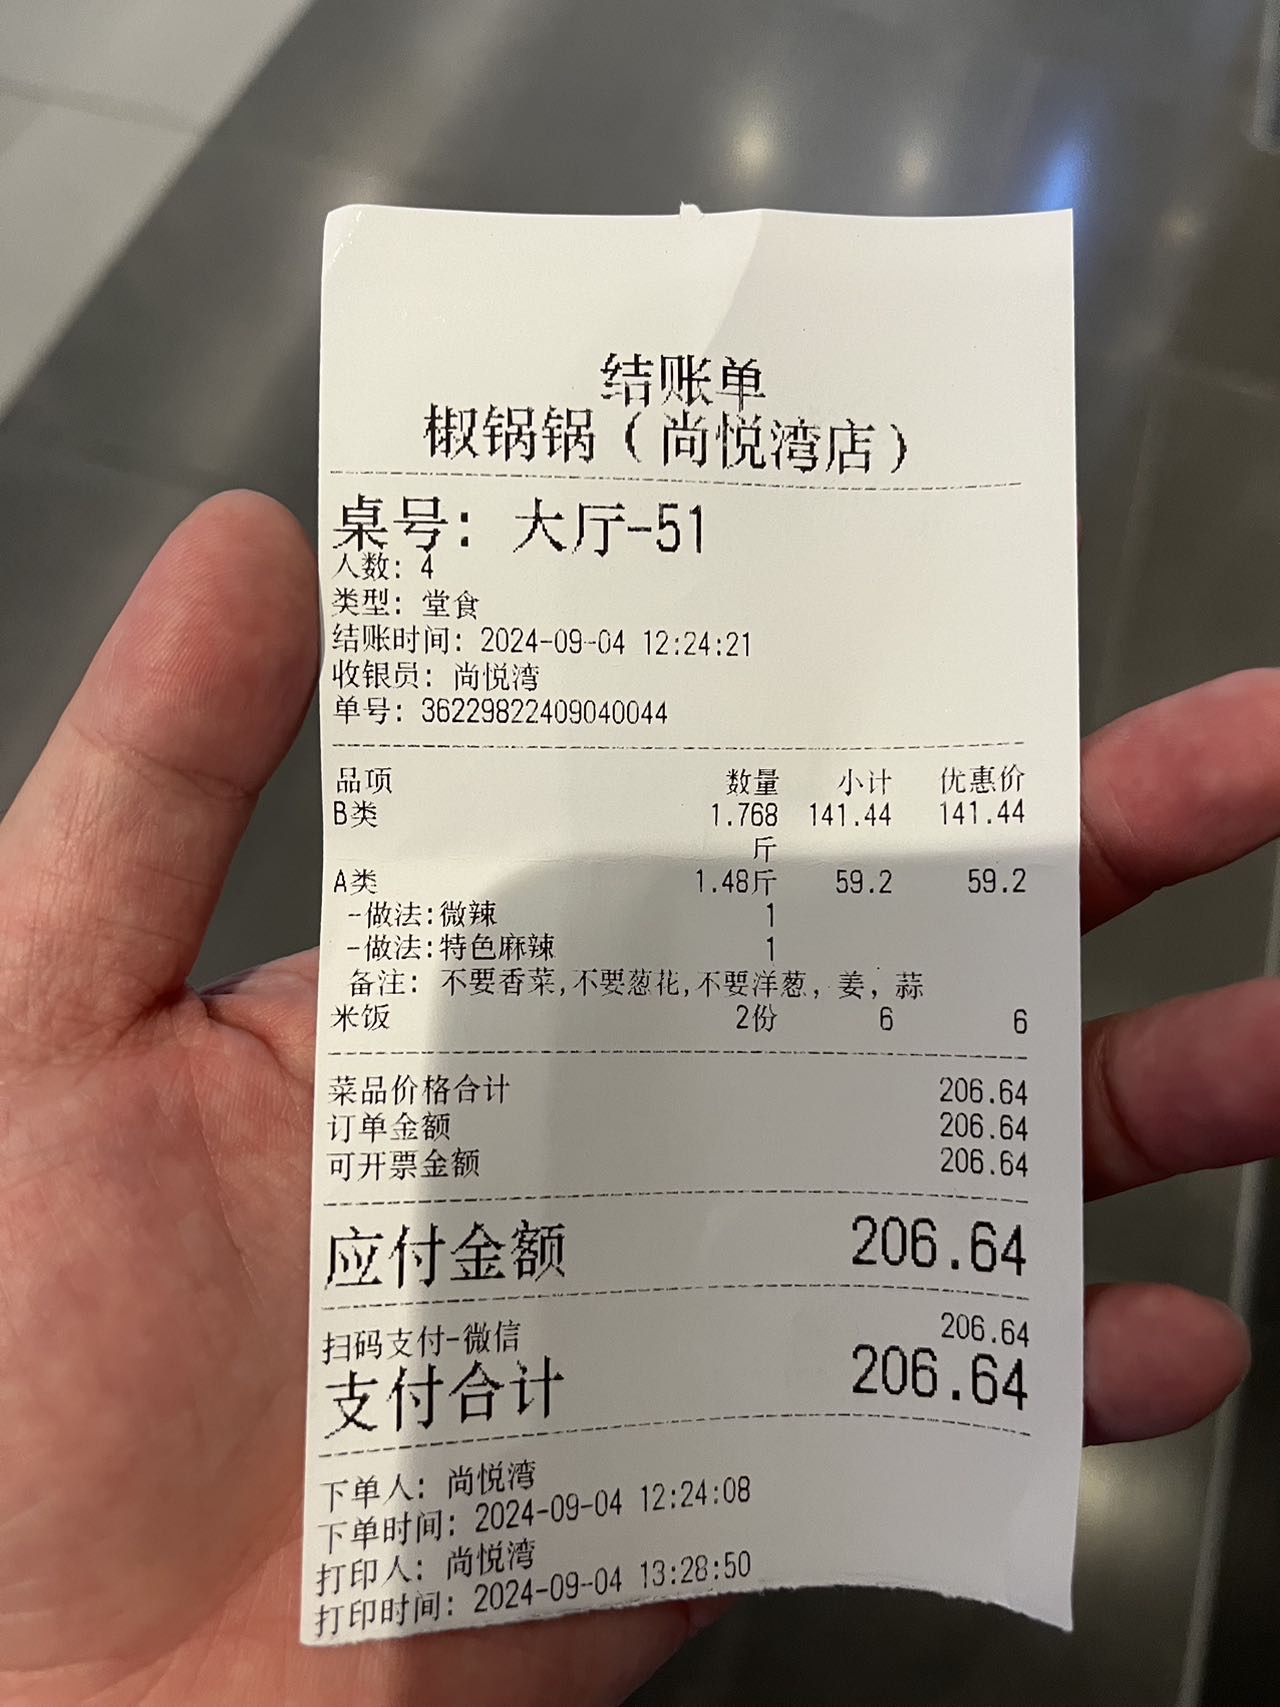 结账单
椒锅锅（尚悦湾店）
桌号：大厅-51
人数：4
类型：堂食
结账时间：2024-09-04 12:24:21
收银员：尚悦湾
单号：36229822409040044
品项 数量 小计 优惠价
B类 1.768 141.44 141.44
斤
A类 1.48斤 59.2 59.2
-做法:微辣 1
-做法:特色麻辣 1
备注：不要香菜,不要葱花,不要洋葱，姜，蒜
米饭 2份 6 6
菜品价格合计 206.64
订单金额 206.64
可开票金额 206.64
应付金额 206.64
扫码支付-微信 206.64
支付合计 206.64
下单人：尚悦湾
下单时间：2024-09-04 12:24:08
打印人：尚悦湾
打印时间：2024-09-04 13:28:50